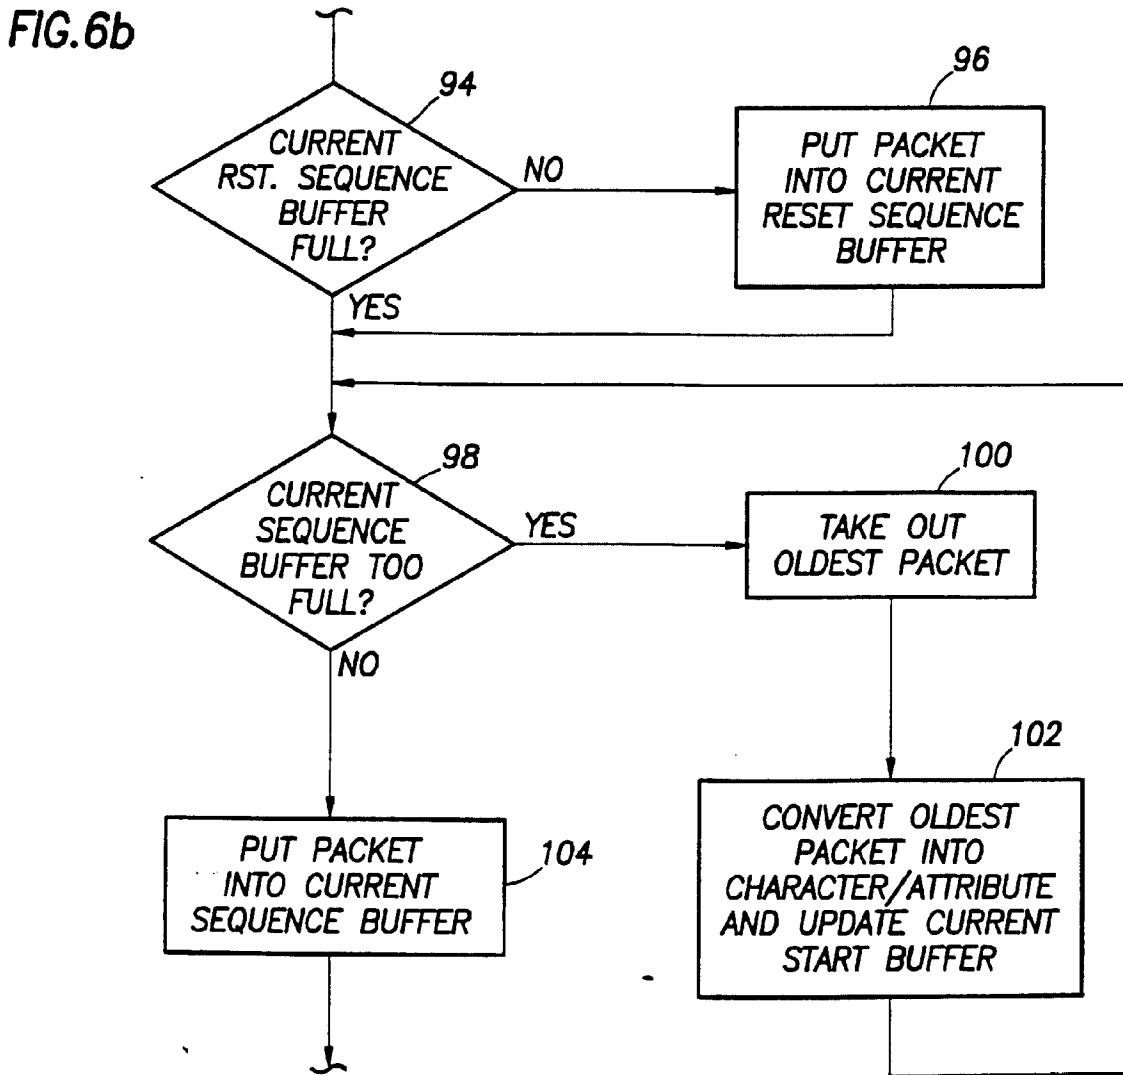 FIG.6b
94
CURRENT
RST. SEQUENCE
BUFFER
FULL?
NO
YES
96
PUT PACKET
INTO CURRENT
RESET SEQUENCE
BUFFER
98
CURRENT
SEQUENCE
BUFFER TOO
FULL?
YES
NO
100
TAKE OUT
OLDEST PACKET
102
CONVERT OLDEST
PACKET INTO
CHARACTER/ATTRIBUTE
AND UPDATE CURRENT
START BUFFER
PUT PACKET
INTO CURRENT
SEQUENCE BUFFER
104